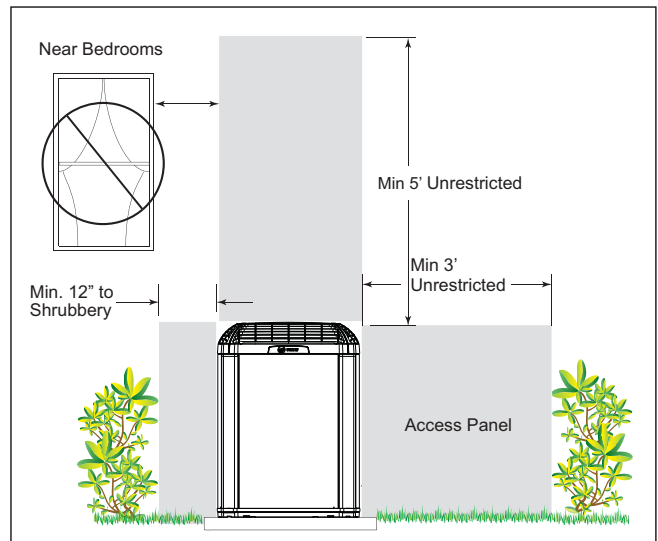 Near Bedrooms
Min 5’ Unrestricted
Min 3’
Unrestricted
Min. 12” to
Shrubbery
Access Panel